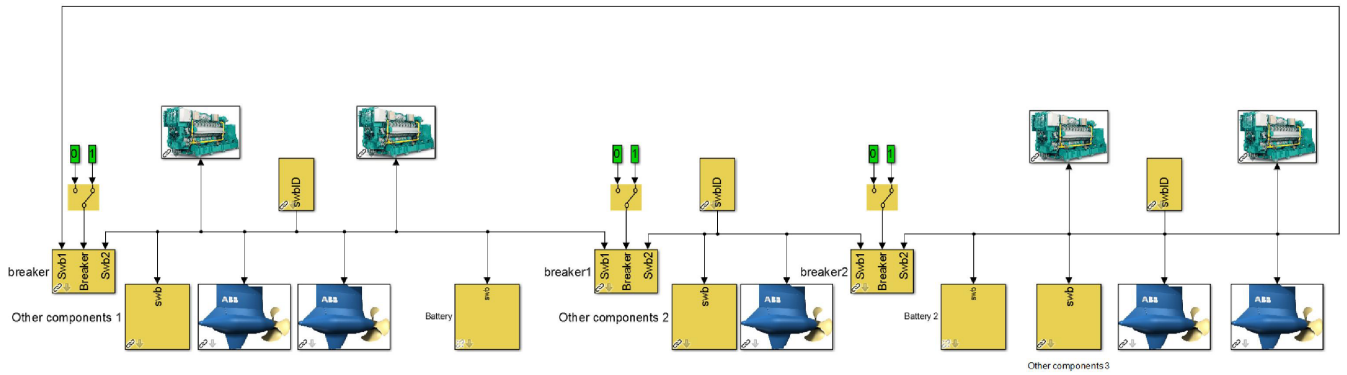 0 1
0 1
0 1
swbID
swbID
swbID
breaker
Swb1
Breaker
Swb2
breaker1
Swb1
Breaker
Swb2
breaker2
Swb1
Breaker
Swb2
Other components 1
swb
ABB
ABB
Battery
swb
Other components 2
swb
ABB
Battery 2
swb
swb
Other components 3
ABB
ABB